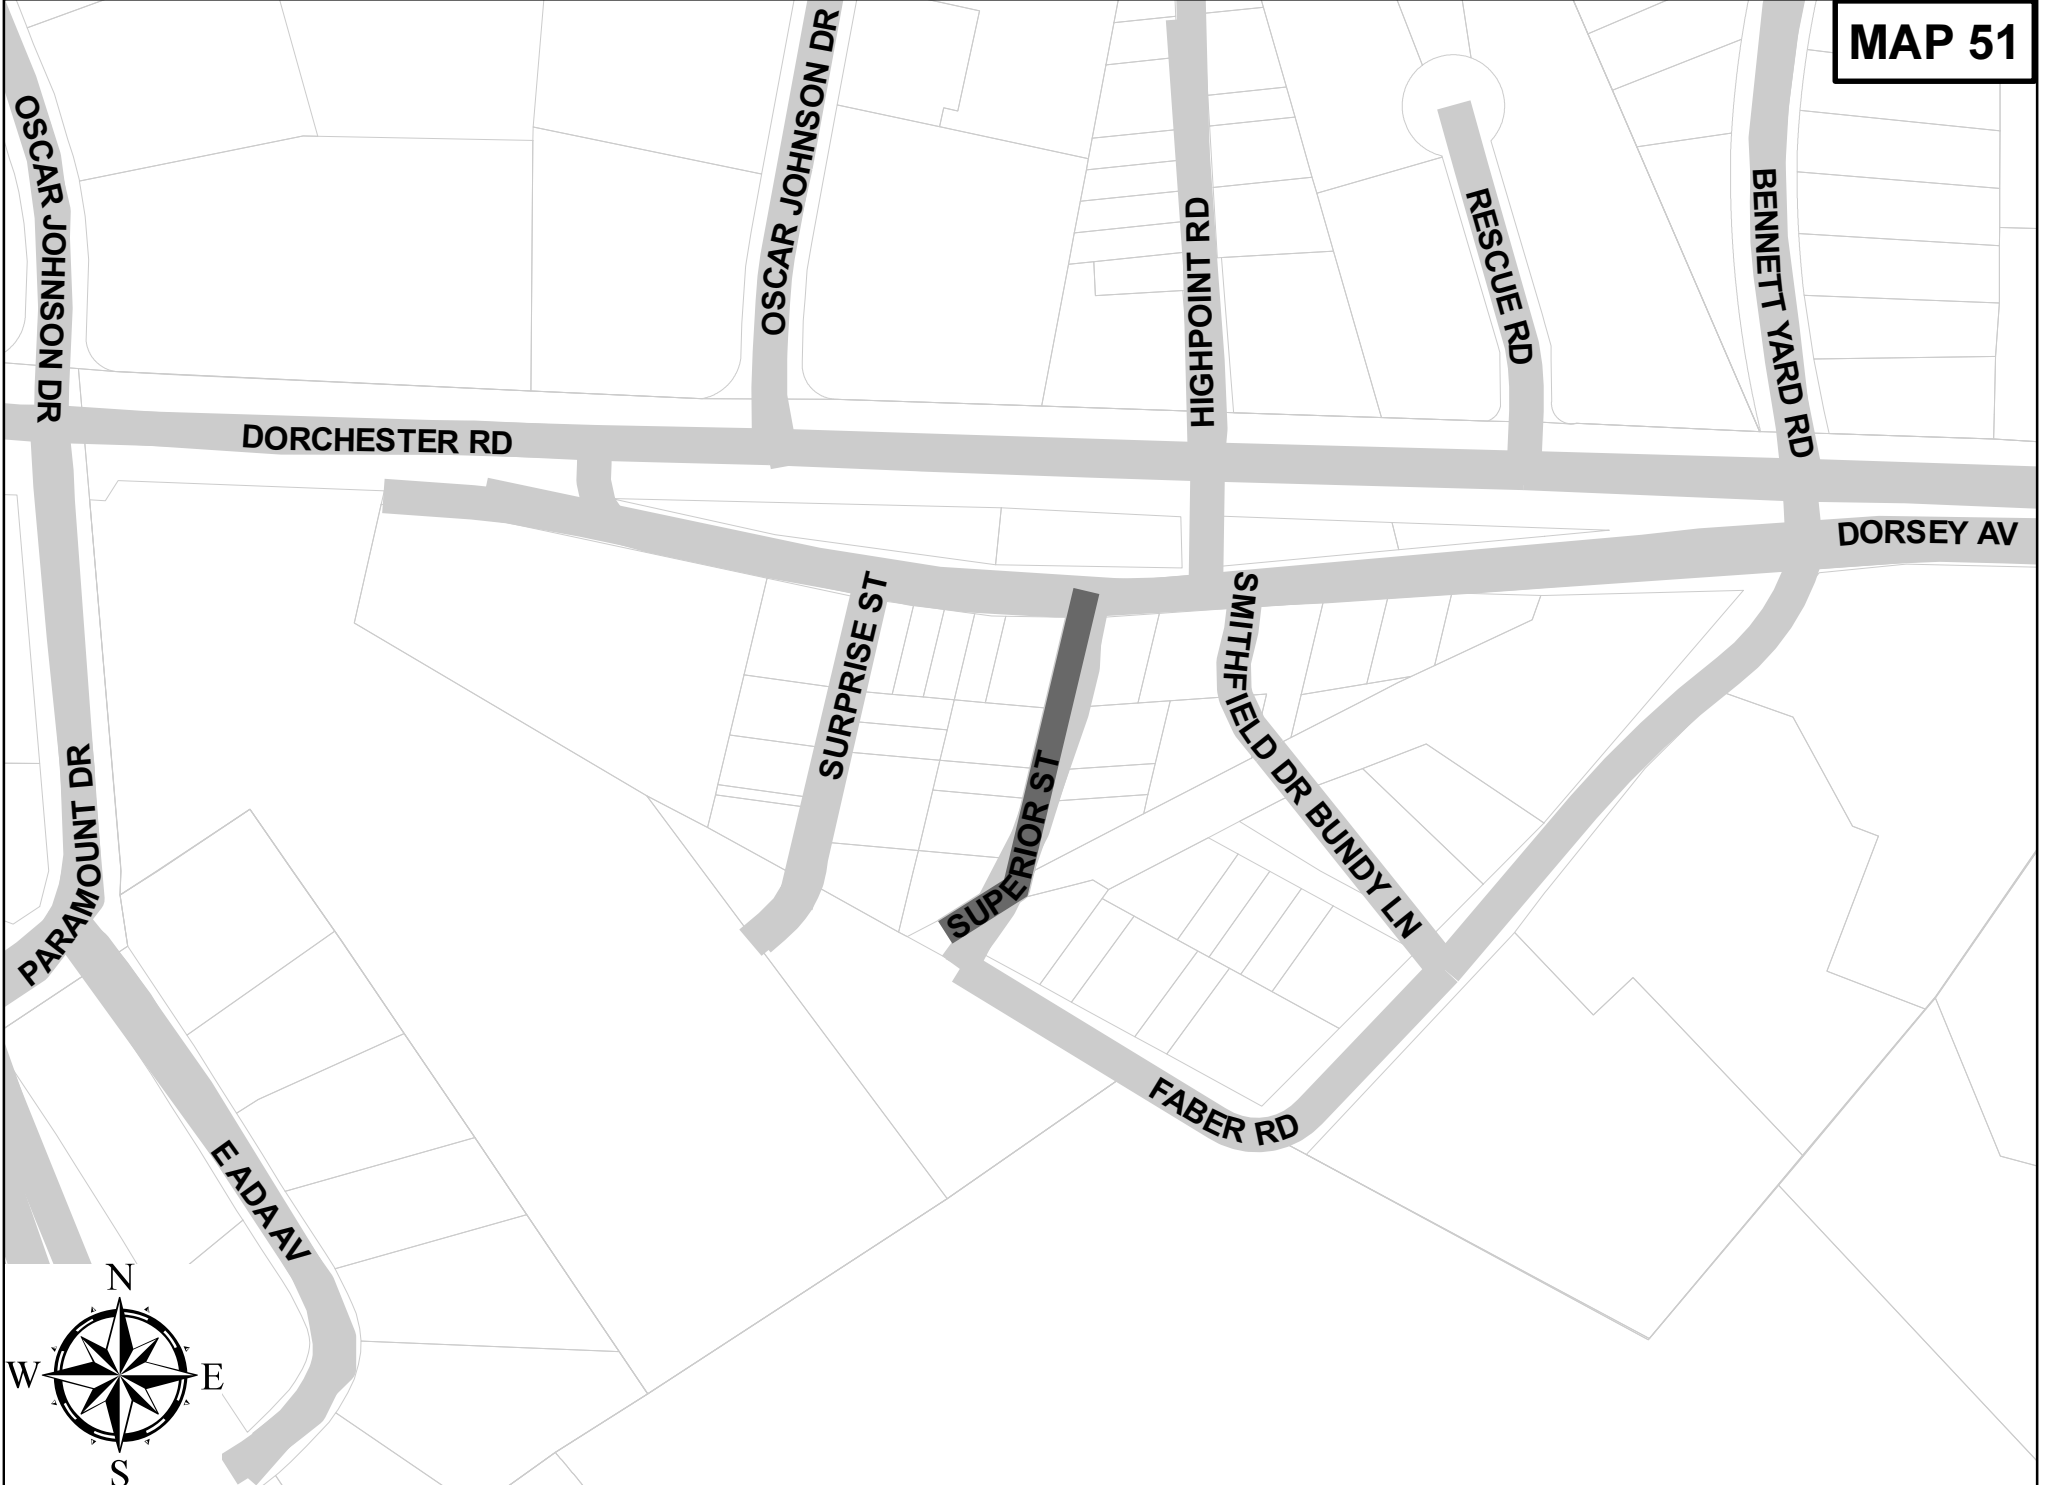 MAP 51
OSCAR JOHNSON DR
OSCAR JOHNSON DR
HIGHPOINT RD
RESCUE RD
BENNETT YARD RD
DORCHESTER RD
DORSEY AV
SURPRISE ST
SUPERIOR ST
SMITHFIELD DR BUNDY LN
PARAMOUNT DR
FABER RD
E ADA AV
N
W
E
S